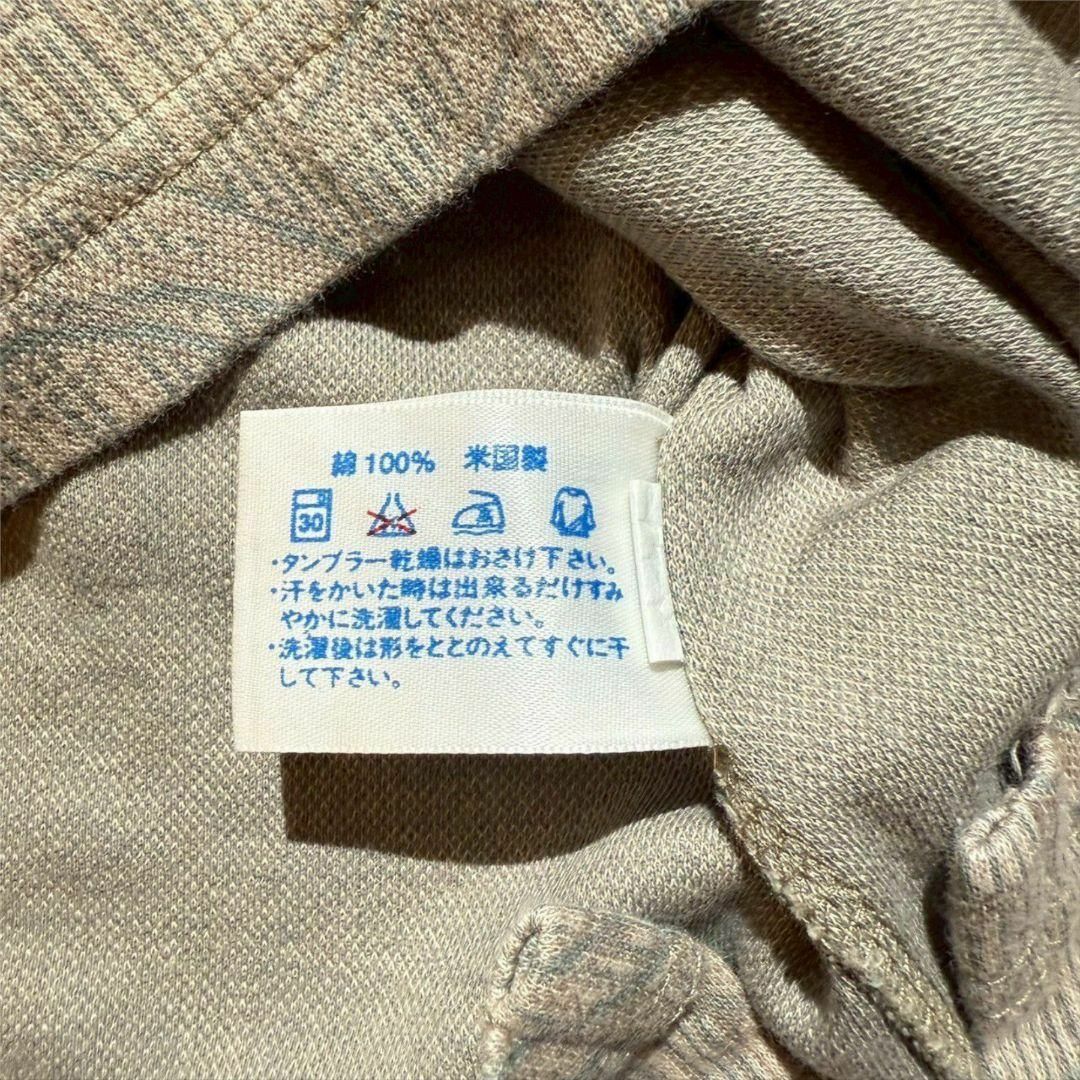 綿100% 米国製
30
・タンブラー乾燥はおさけ下さい。
・汗をかいた時は出来るだけすみ
やかに洗濯してください。
・洗濯後は形をととのえてすぐに干
して下さい。